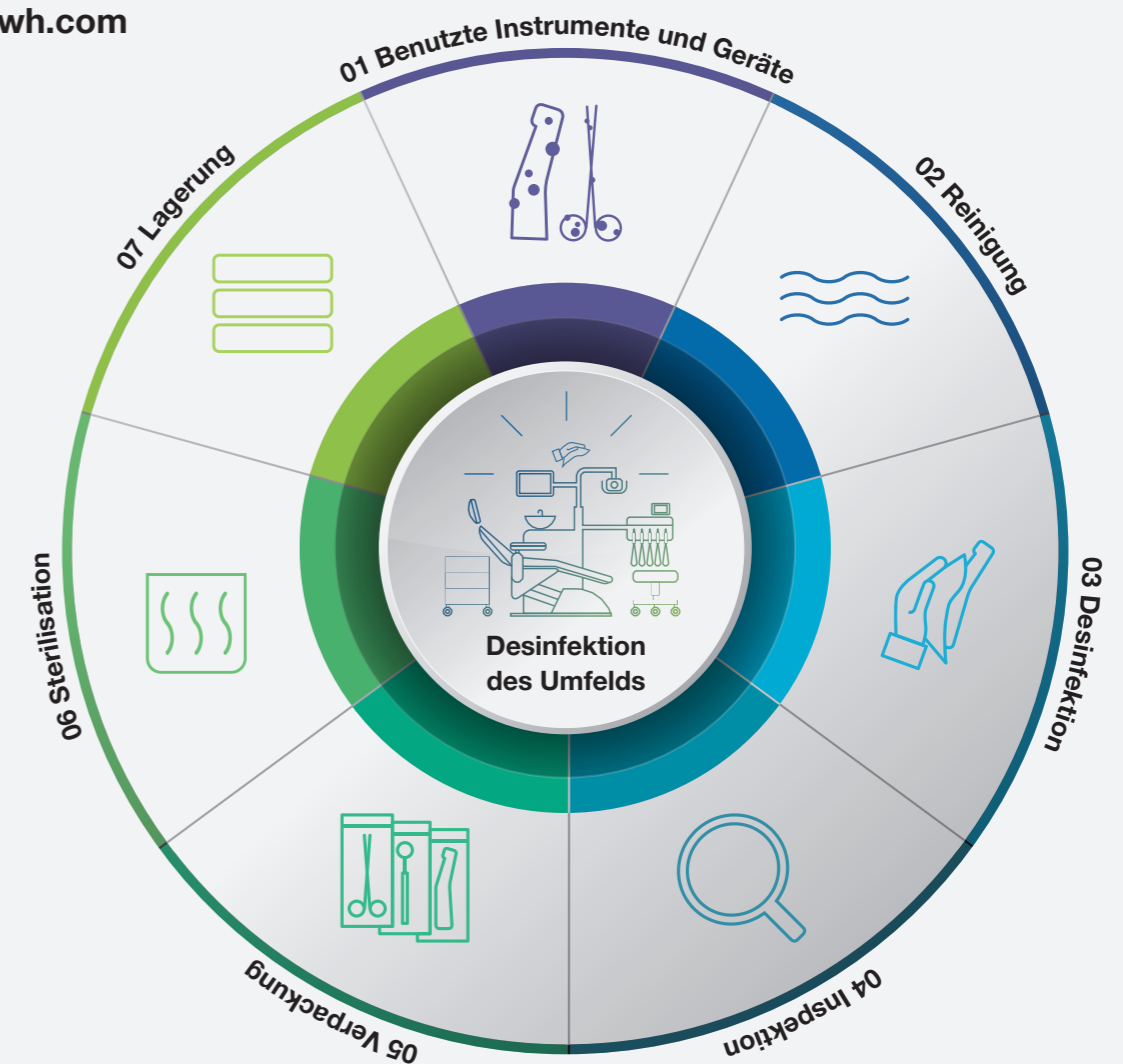 wh.com
01 Benutzte Instrumente und Geräte
02 Reinigung
03 Desinfektion
04 Inspektion
05 Verpackung
06 Sterilisation
07 Lagerung
Desinfektion
des Umfelds